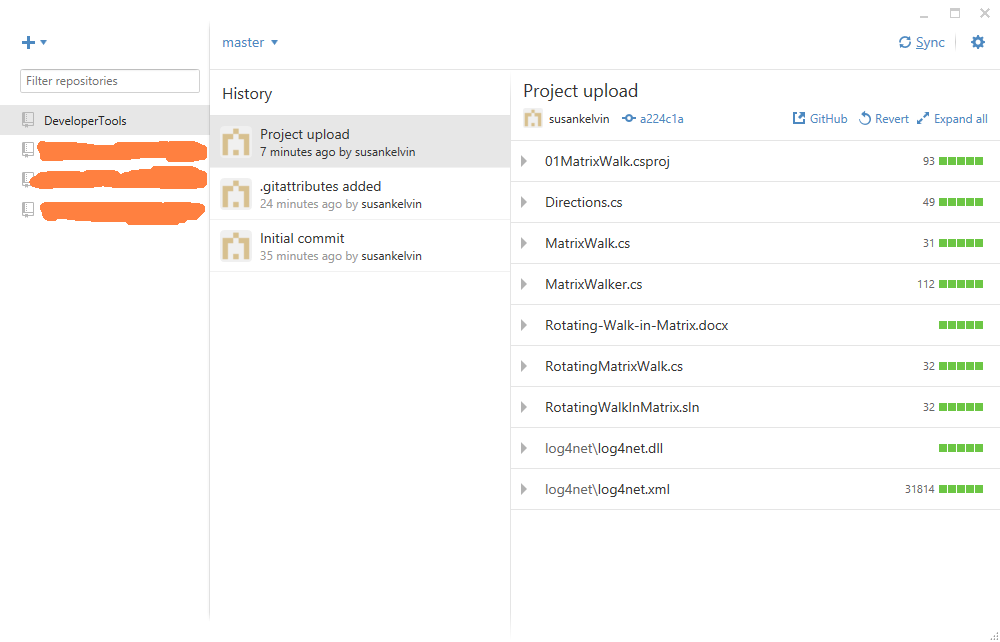 master
Sync
Filter repositories
DeveloperTools
History
Project upload
7 minutes ago by susankelvin
.gitattributes added
24 minutes ago by susankelvin
Initial commit
35 minutes ago by susankelvin
Project upload
susankelvin a224c1a GitHub Revert Expand all
01MatrixWalk.csproj 93
Directions.cs 49
MatrixWalk.cs 31
MatrixWalker.cs 112
Rotating-Walk-in-Matrix.docx
RotatingMatrixWalk.cs 32
RotatingWalkInMatrix.sln 32
log4net\log4net.dll
log4net\log4net.xml 31814